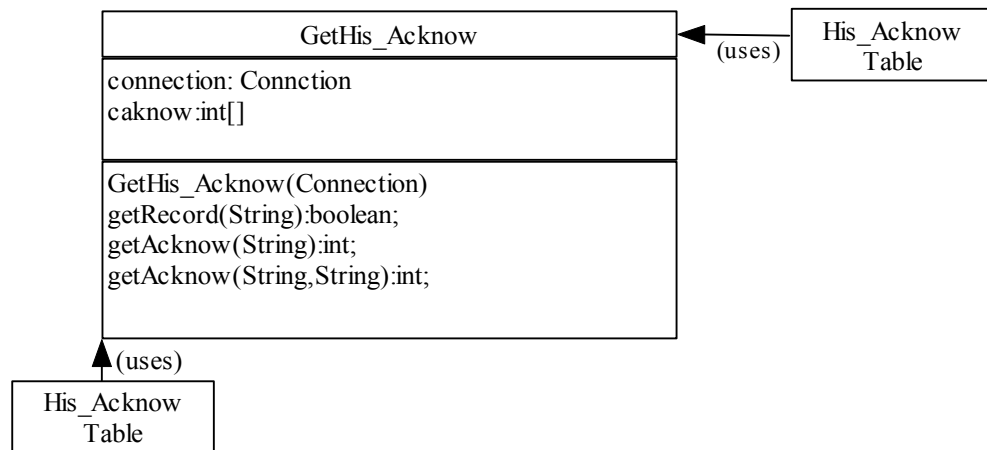 GetHis_Acknow
His_Acknow
Table
(uses)
connection: Connction
caknow:int[]
GetHis_Acknow(Connection)
getRecord(String):boolean;
getAcknow(String):int;
getAcknow(String,String):int;
(uses)
His_Acknow
Table